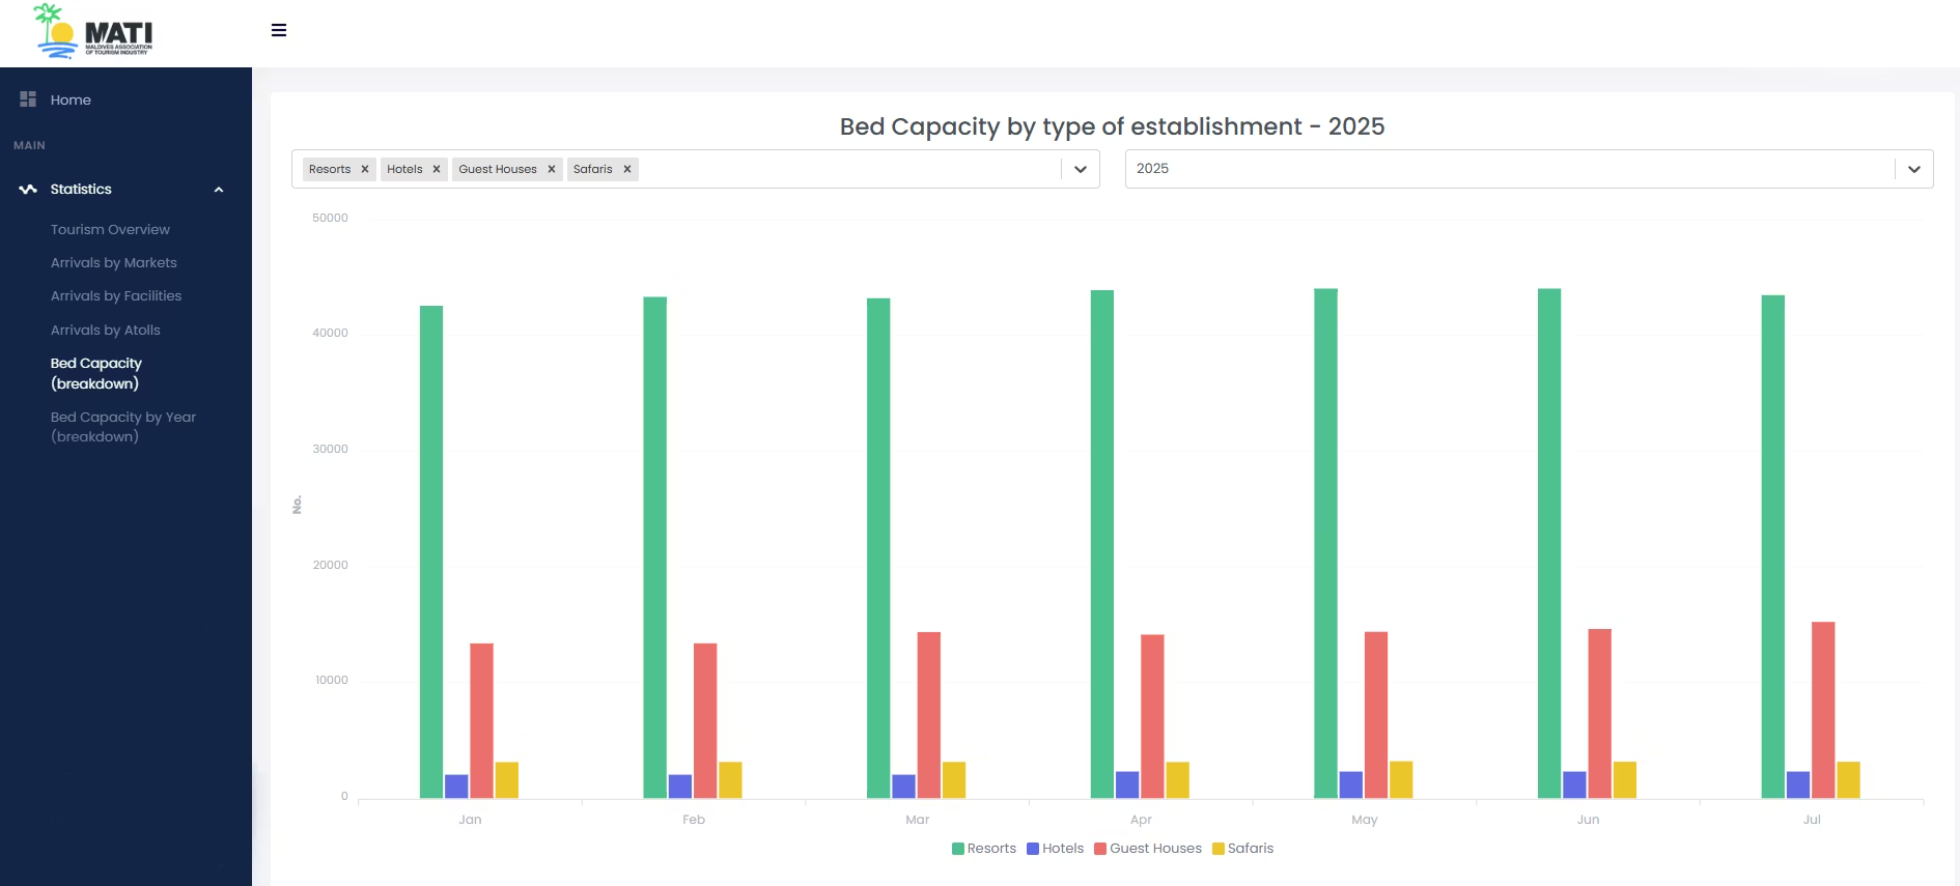 MATI
MALDIVES ASSOCIATION
OF TOURISM INDUSTRY
Home
MAIN
Statistics
Tourism Overview
Arrivals by Markets
Arrivals by Facilities
Arrivals by Atolls
Bed Capacity
(breakdown)
Bed Capacity by Year
(breakdown)
Bed Capacity by type of establishment - 2025
Resorts × Hotels × Guest Houses × Safaris ×
2025
50000
40000
30000
20000
10000
0
No.
Jan Feb Mar Apr May Jun Jul
Resorts Hotels Guest Houses Safaris